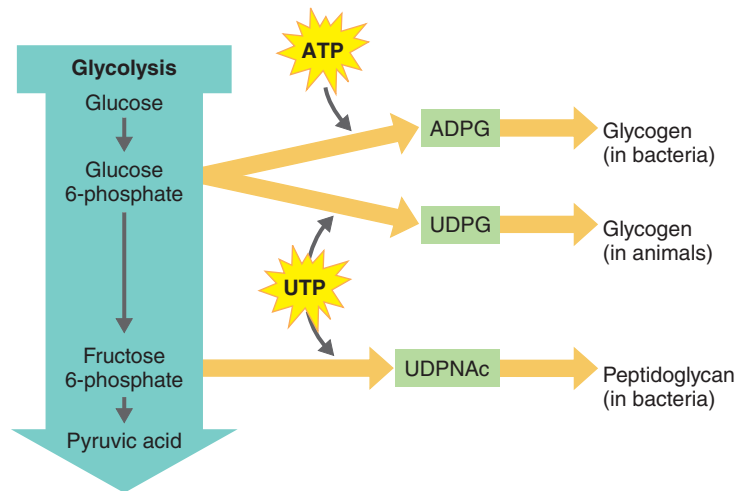 Glycolysis
Glucose
Glucose
6-phosphate
Fructose
6-phosphate
Pyruvic acid
ATP
UTP
ADPG
Glycogen
(in bacteria)
UDPG
Glycogen
(in animals)
UDPNAc
Peptidoglycan
(in bacteria)